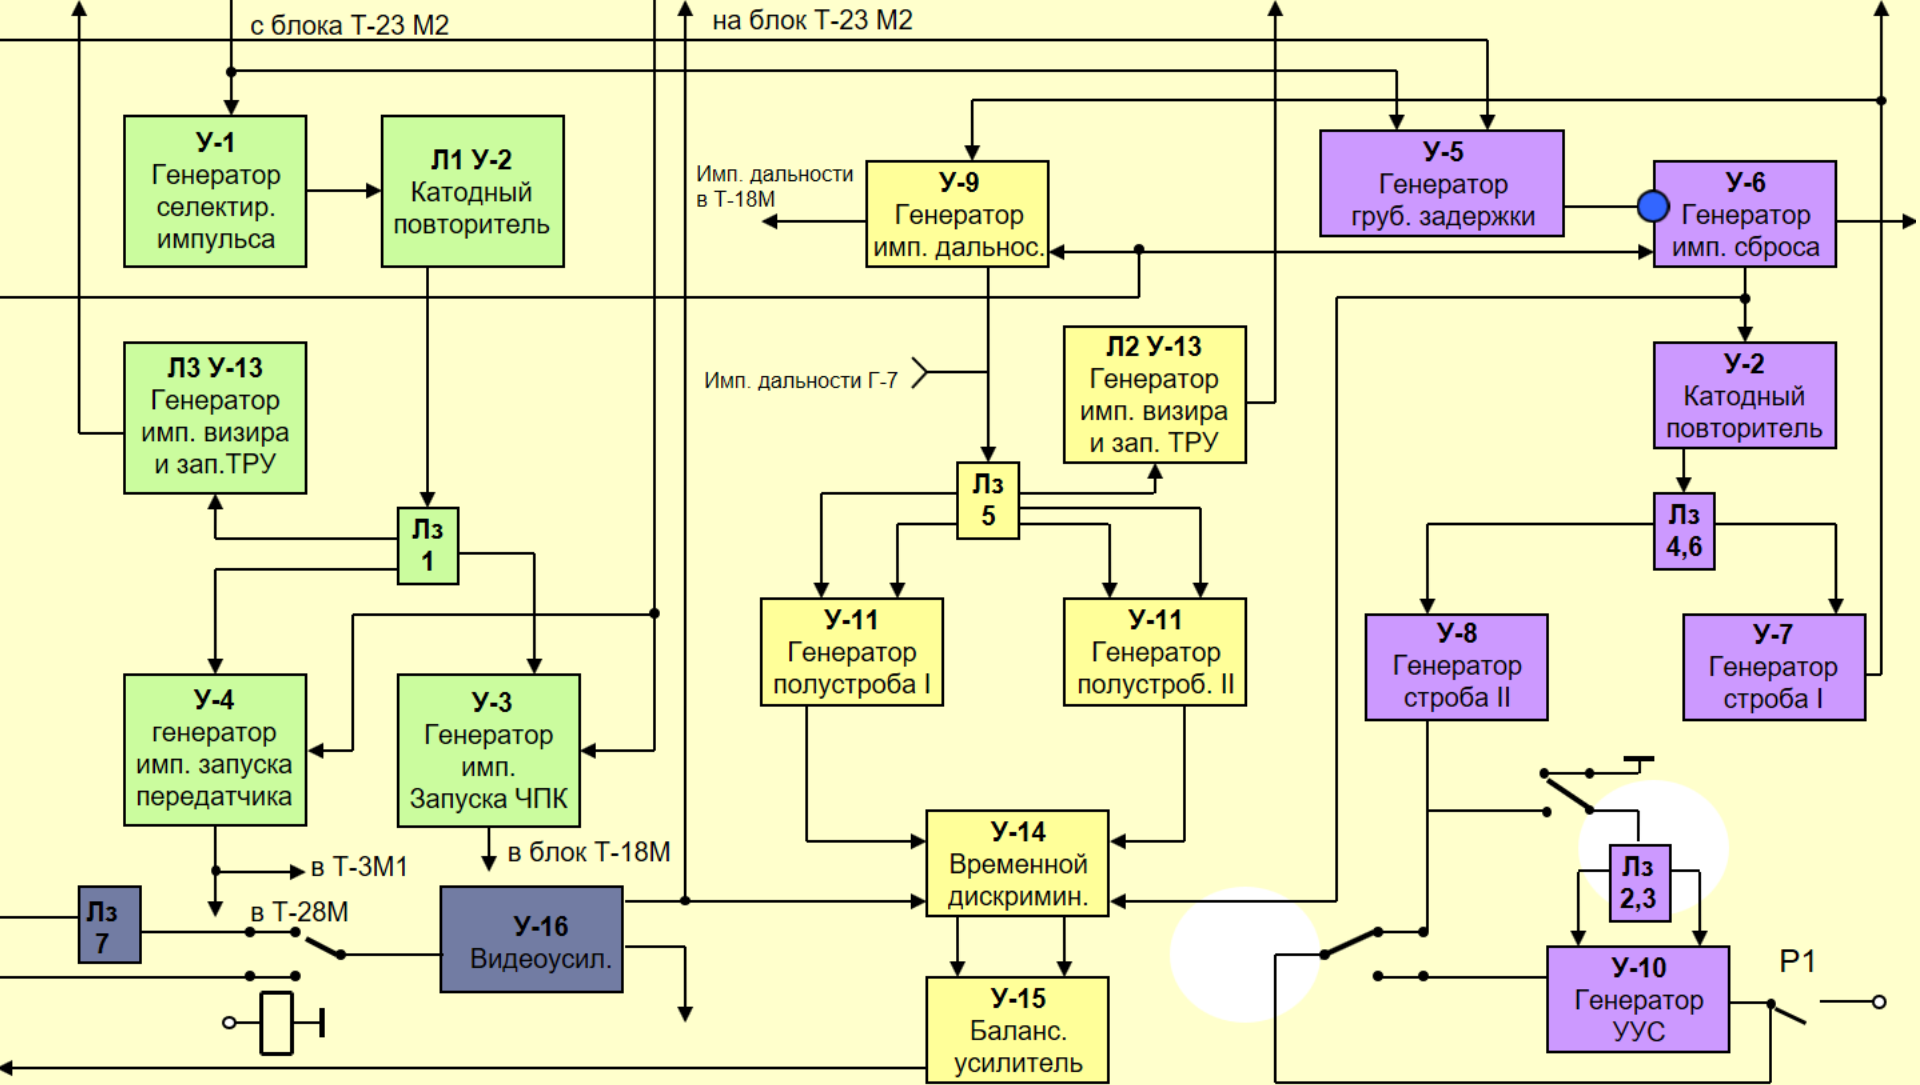 с блока Т-23 М2
на блок Т-23 М2
У-1
Генератор
селектир.
импульса
Л1 У-2
Катодный
повторитель
Имп. дальности
в Т-18М
У-9
Генератор
имп. дальнос.
У-5
Генератор
груб. задержки
У-6
Генератор
имп. сброса
Л3 У-13
Генератор
имп. визира
и зап.ТРУ
Имп. дальности Г-7
Л2 У-13
Генератор
имп. визира
и зап. ТРУ
У-2
Катодный
повторитель
Лз
1
Лз
5
Лз
4,6
У-11
Генератор
полустроба I
У-11
Генератор
полустроб. II
У-8
Генератор
строба II
У-7
Генератор
строба I
У-4
генератор
имп. запуска
передатчика
У-3
Генератор
имп.
Запуска ЧПК
в Т-3М1
в блок Т-18М
У-14
Временной
дискримин.
Лз
2,3
Лз
7
в Т-28М
У-16
Видеоусил.
У-15
Баланс.
усилитель
У-10
Генератор
УУС
Р1